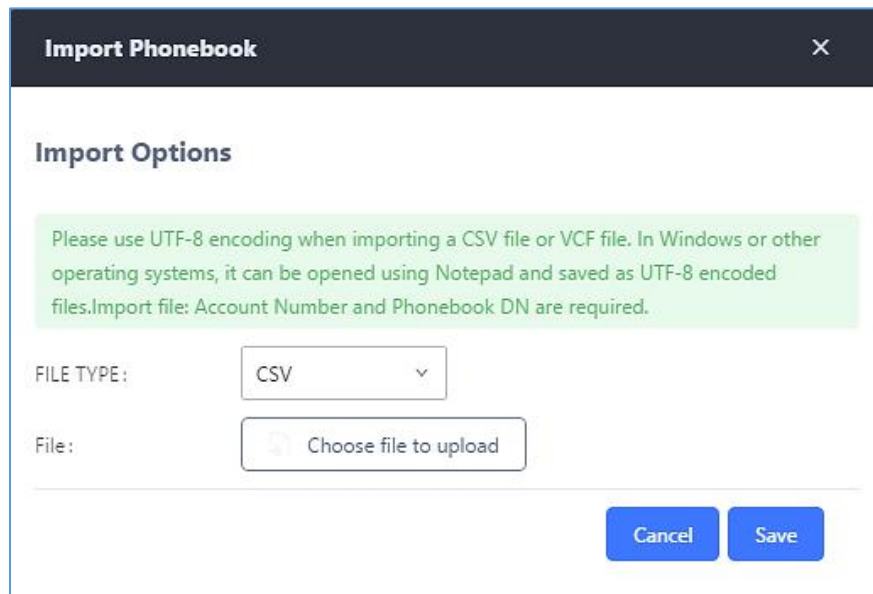 Import Phonebook
Import Options
Please use UTF-8 encoding when importing a CSV file or VCF file. In Windows or other
operating systems, it can be opened using Notepad and saved as UTF-8 encoded
files.Import file: Account Number and Phonebook DN are required.
FILE TYPE:
CSV
File:
Choose file to upload
Cancel
Save